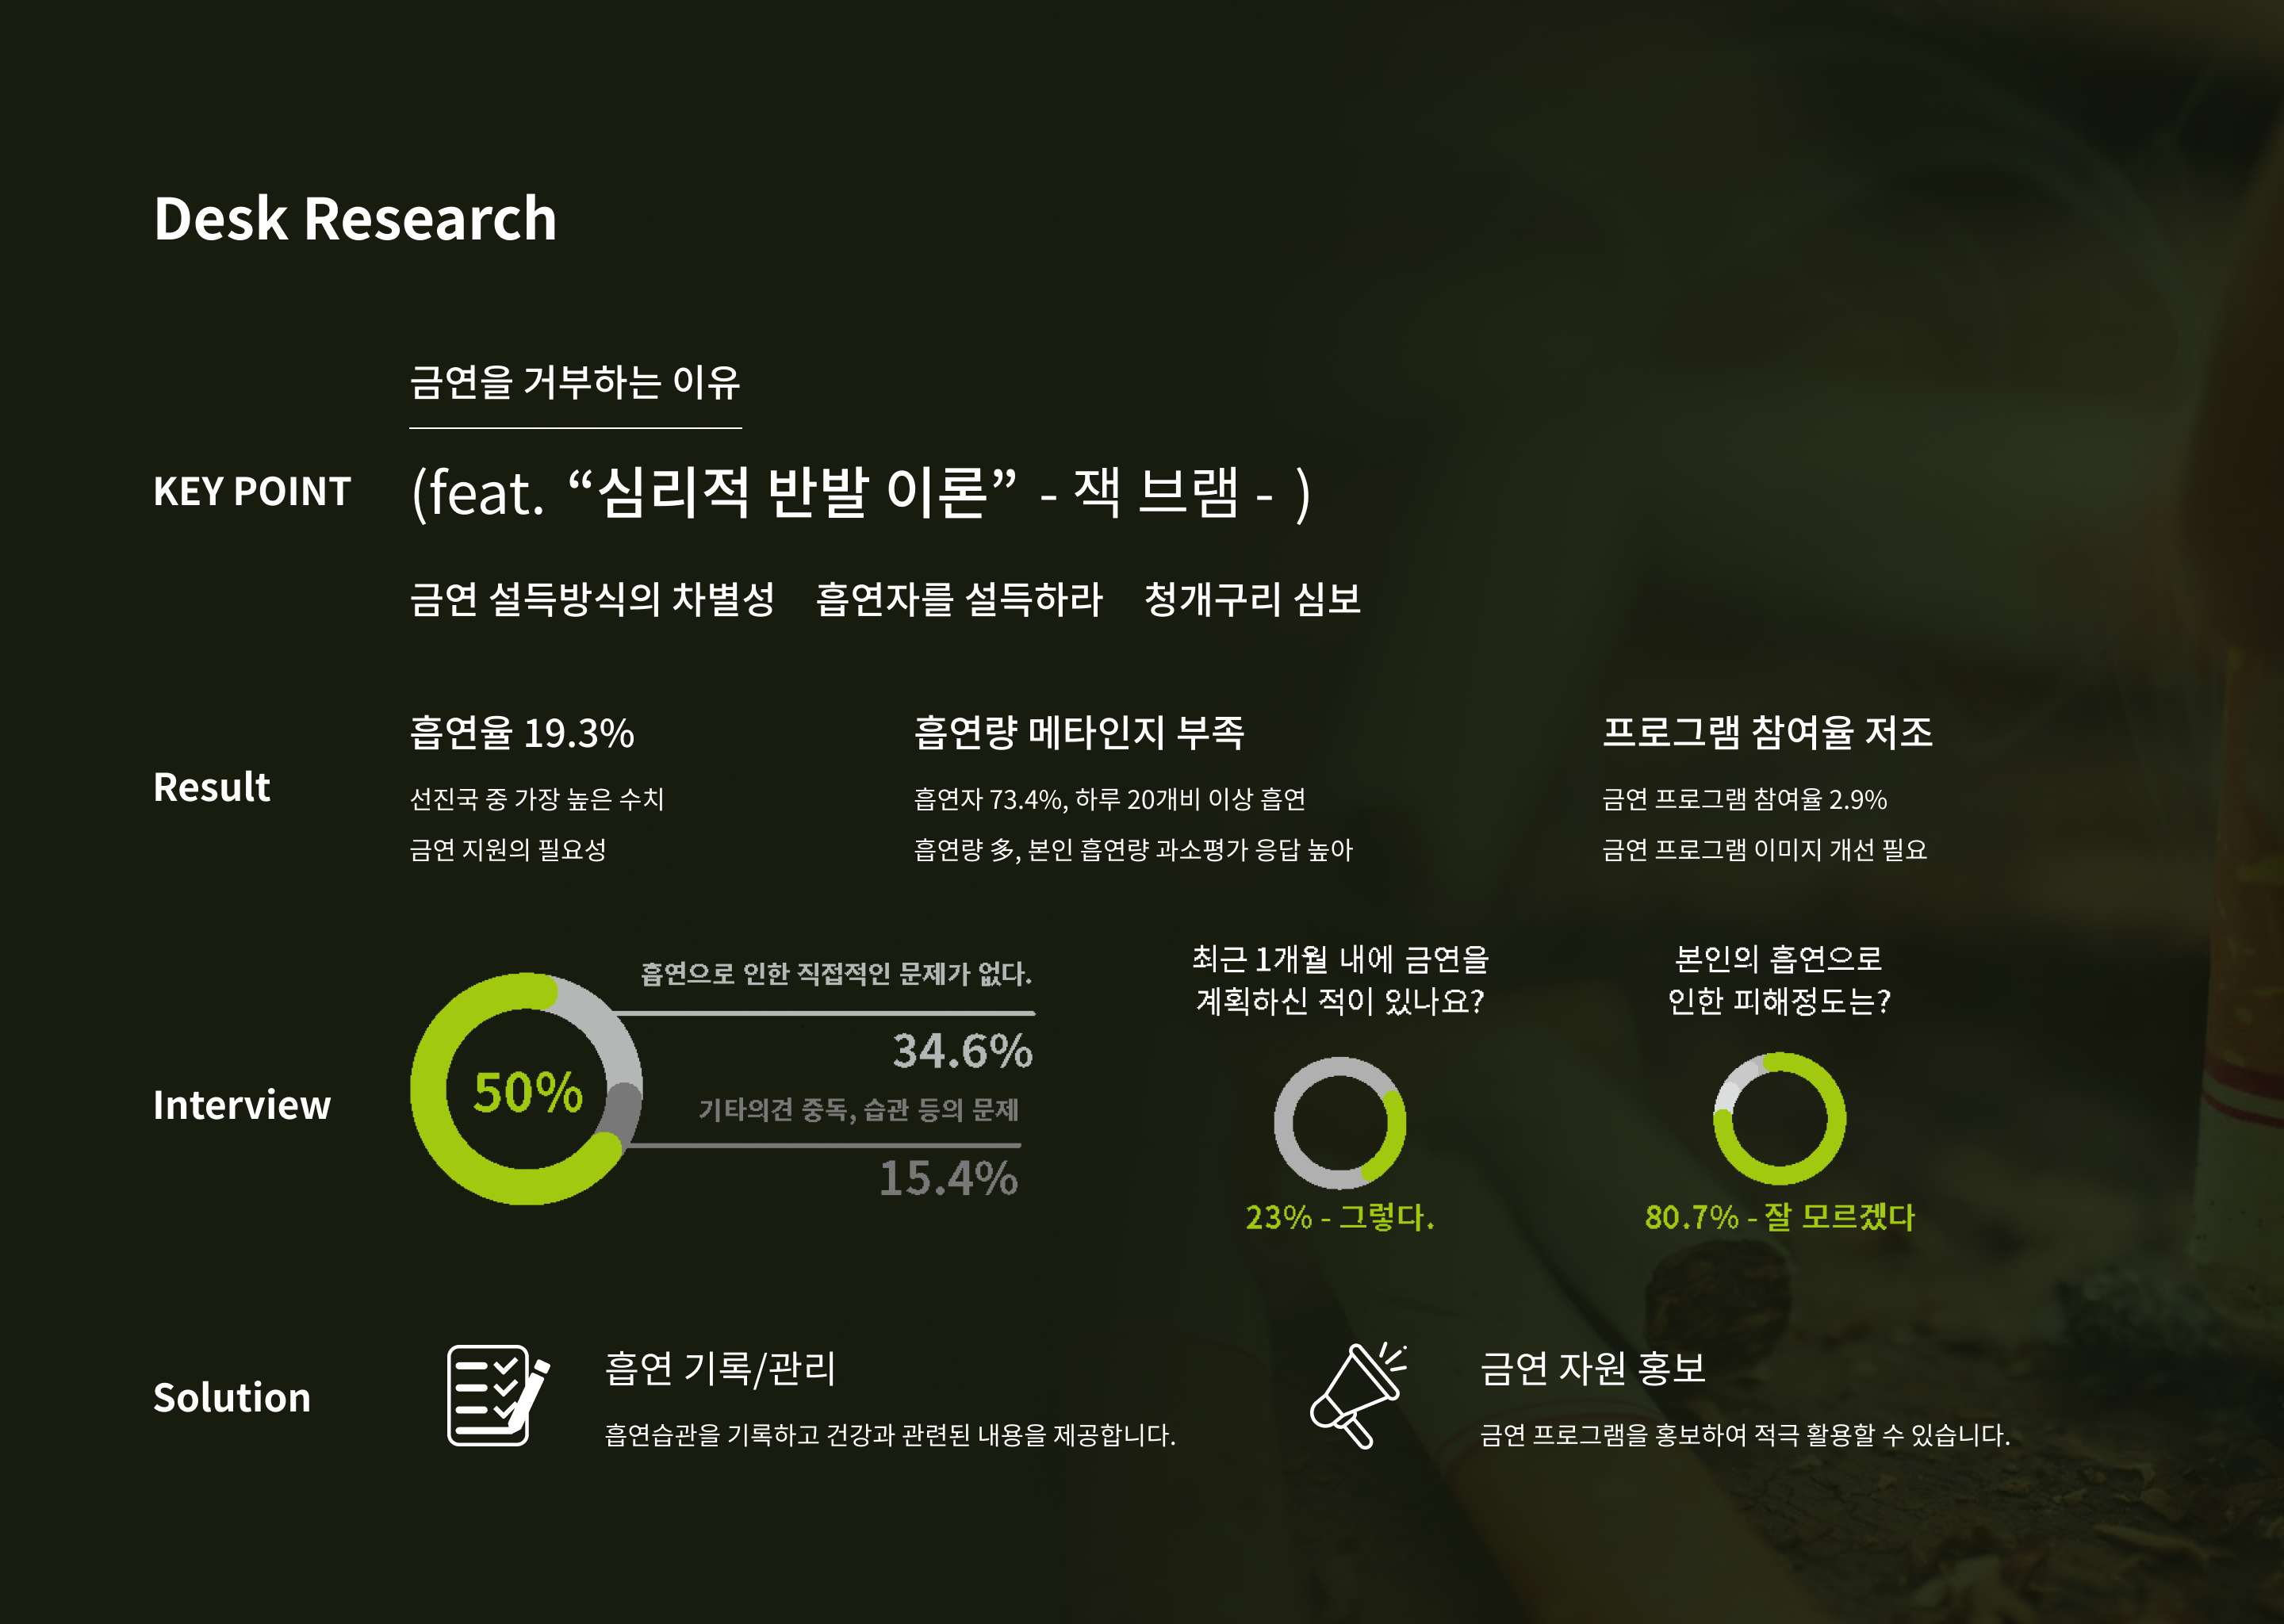 Desk Research
금연을 거부하는 이유
KEY POINT
(feat. “심리적 반발 이론” - 잭 브램 - )
금연 설득방식의 차별성 흡연자를 설득하라 청개구리 심보
Result
흡연율 19.3%
선진국 중 가장 높은 수치
금연 지원의 필요성
흡연량 메타인지 부족
흡연자 73.4%, 하루 20개비 이상 흡연
흡연량 多, 본인 흡연량 과소평가 응답 높아
프로그램 참여율 저조
금연 프로그램 참여율 2.9%
금연 프로그램 이미지 개선 필요
Interview
50%
흡연으로 인한 직접적인 문제가 없다.
34.6%
기타의견 중독, 습관 등의 문제
15.4%
최근 1개월 내에 금연을
계획하신 적이 있나요?
23% - 그렇다.
본인의 흡연으로
인한 피해정도는?
80.7% - 잘 모르겠다
Solution
흡연 기록/관리
흡연습관을 기록하고 건강과 관련된 내용을 제공합니다.
금연 자원 홍보
금연 프로그램을 홍보하여 적극 활용할 수 있습니다.